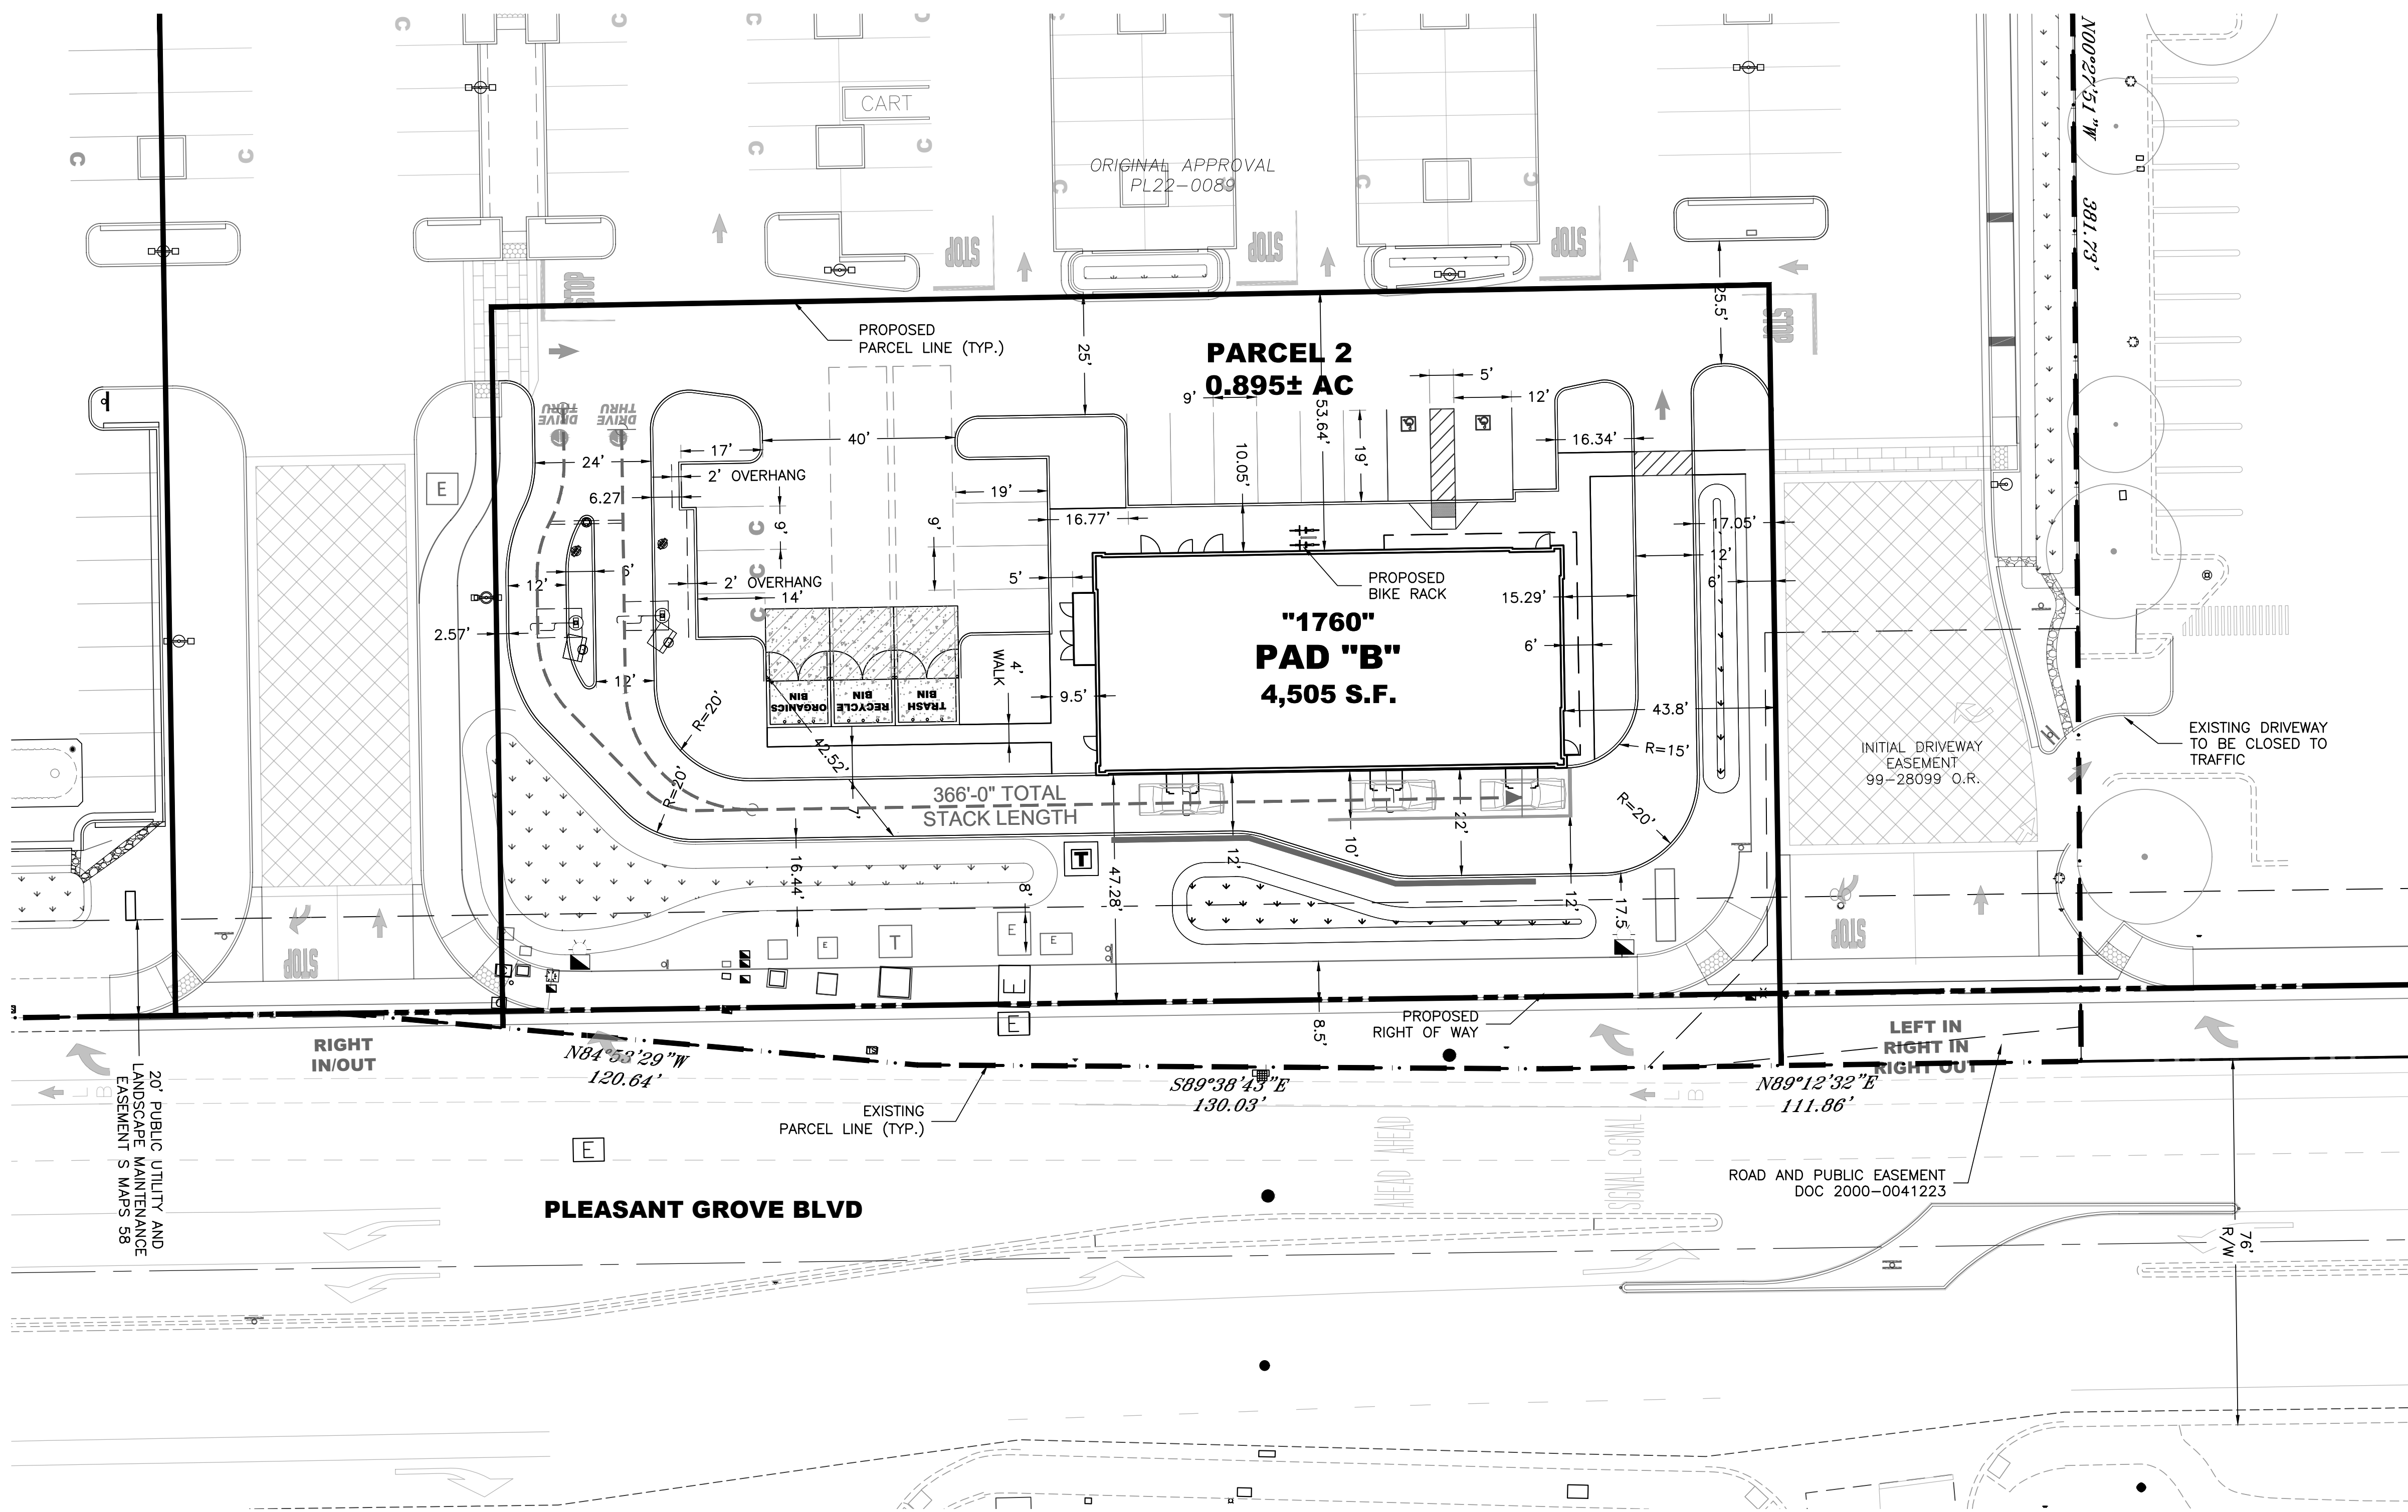 C
C
C
C
C
C
CART
C
C
C
C
C
C
C
C
C
C
ORIGINAL APPROVAL
PL22-0089
N00°27'51"W
381.73'
STOP
STOP
STOP
STOP
STOP
PROPOSED
PARCEL LINE (TYP.)
25'
PARCEL 2
0.895± AC
53.64'
25.5'
5'
12'
9'
19'
16.34'
DRIVE
THRU
DRIVE
THRU
24'
17'
40'
2' OVERHANG
6.27
19'
10.05'
16.77'
17.05'
E
C
C
C
9'
9'
12'
6'
2' OVERHANG
14'
5'
PROPOSED
BIKE RACK
15.29'
12'
6'
2.57'
"1760"
PAD "B"
4,505 S.F.
6'
12'
R=20'
ORGANICS
BIN
RECYCLE
BIN
TRASH
BIN
4'
WALK
9.5'
43.8'
R=15'
42.52'
7'
R=20'
366'-0" TOTAL
STACK LENGTH
INITIAL DRIVEWAY
EASEMENT
99-28099 O.R.
EXISTING DRIVEWAY
TO BE CLOSED TO
TRAFFIC
R=20'
22'
10'
12'
T
47.28'
16.44'
8'
12'
17.5'
STOP
STOP
E
T
E
E
E
E
8.5'
PROPOSED
RIGHT OF WAY
RIGHT
IN/OUT
N84°53'29"W
120.64'
LEFT IN
RIGHT IN
RIGHT OUT
S89°38'43"E
130.03'
N89°12'32"E
111.86'
20' PUBLIC UTILITY AND
LANDSCAPE MAINTENANCE
EASEMENT S MAPS 58
EXISTING
PARCEL LINE (TYP.)
L B
L B
E
AHEAD AHEAD
SIGNAL SIGNAL
ROAD AND PUBLIC EASEMENT
DOC 2000-0041223
PLEASANT GROVE BLVD
76'
R/W